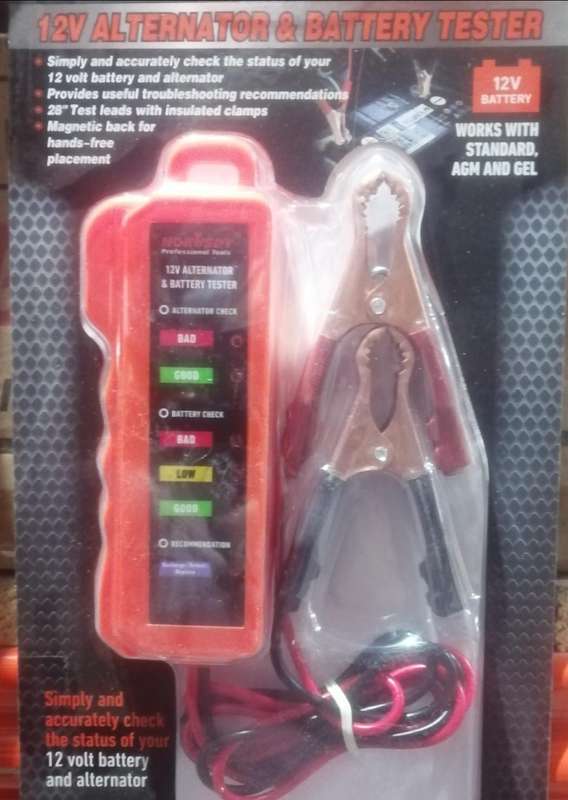 12V ALTERNATOR & BATTERY TESTER
• Simply and accurately check the status of your
12 volt battery and alternator
• Provides useful troubleshooting recommendations
• 28" Test leads with insulated clamps
• Magnetic back for
hands-free
placement
12V
BATTERY
WORKS WITH
STANDARD,
AGM AND GEL
Professional Tools
12V ALTERNATOR
& BATTERY TESTER
ALTERNATOR CHECK
BAD
GOOD
BATTERY CHECK
BAD
LOW
GOOD
RECOMMENDATION
Simply and
accurately check
the status of your
12 volt battery
and alternator